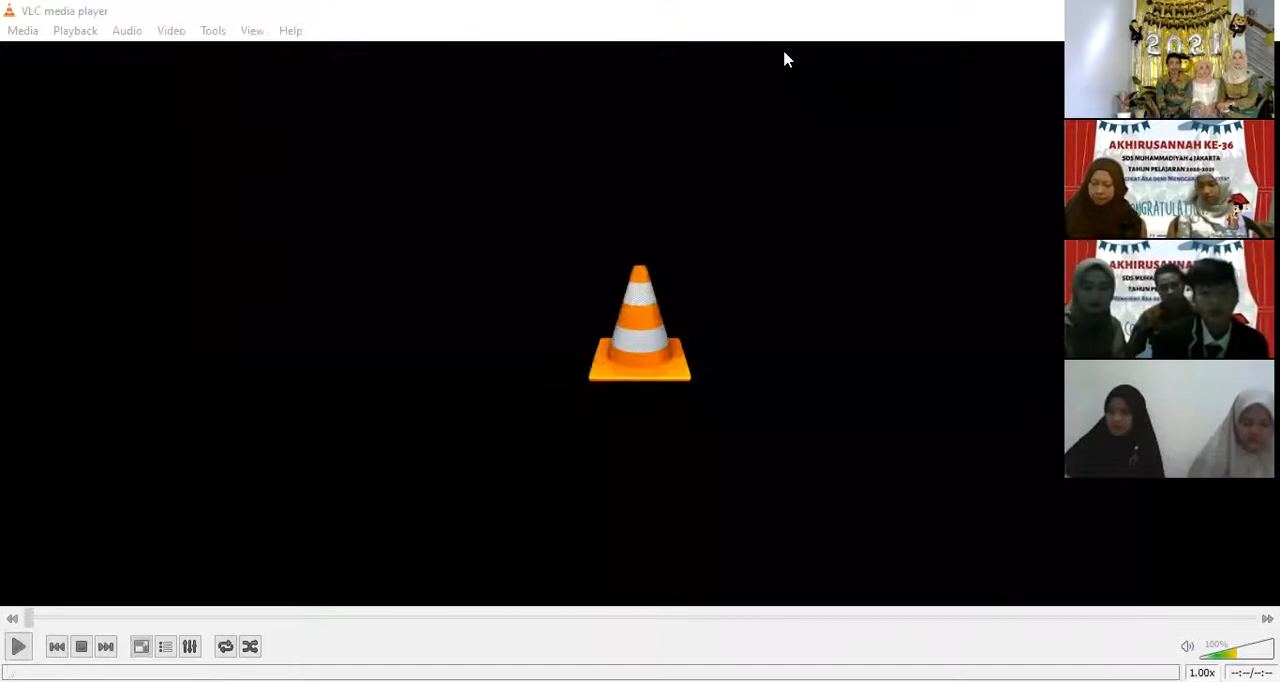 VLC media player
Media Playback Audio Video Tools View Help
2021
AKHIRUSANNAH KE-36
SDS MUHAMMADIYAH 4 JAKARTA
TAHUN PELAJARAN 2020-2021
100%
1.00x
--:--/--:--